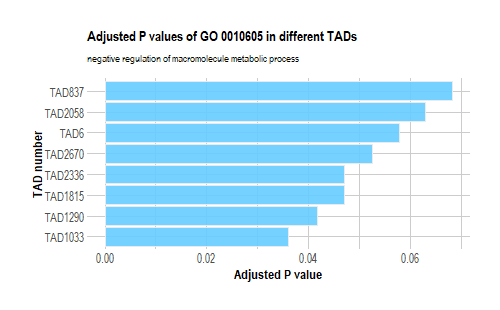 Adjusted P values of GO 0010605 in different TADs
negative regulation of macromolecule metabolic process
TAD837
TAD2058
TAD6
TAD2670
TAD2336
TAD1815
TAD1290
TAD1033
TAD number
0.00 0.02 0.04 0.06
Adjusted P value